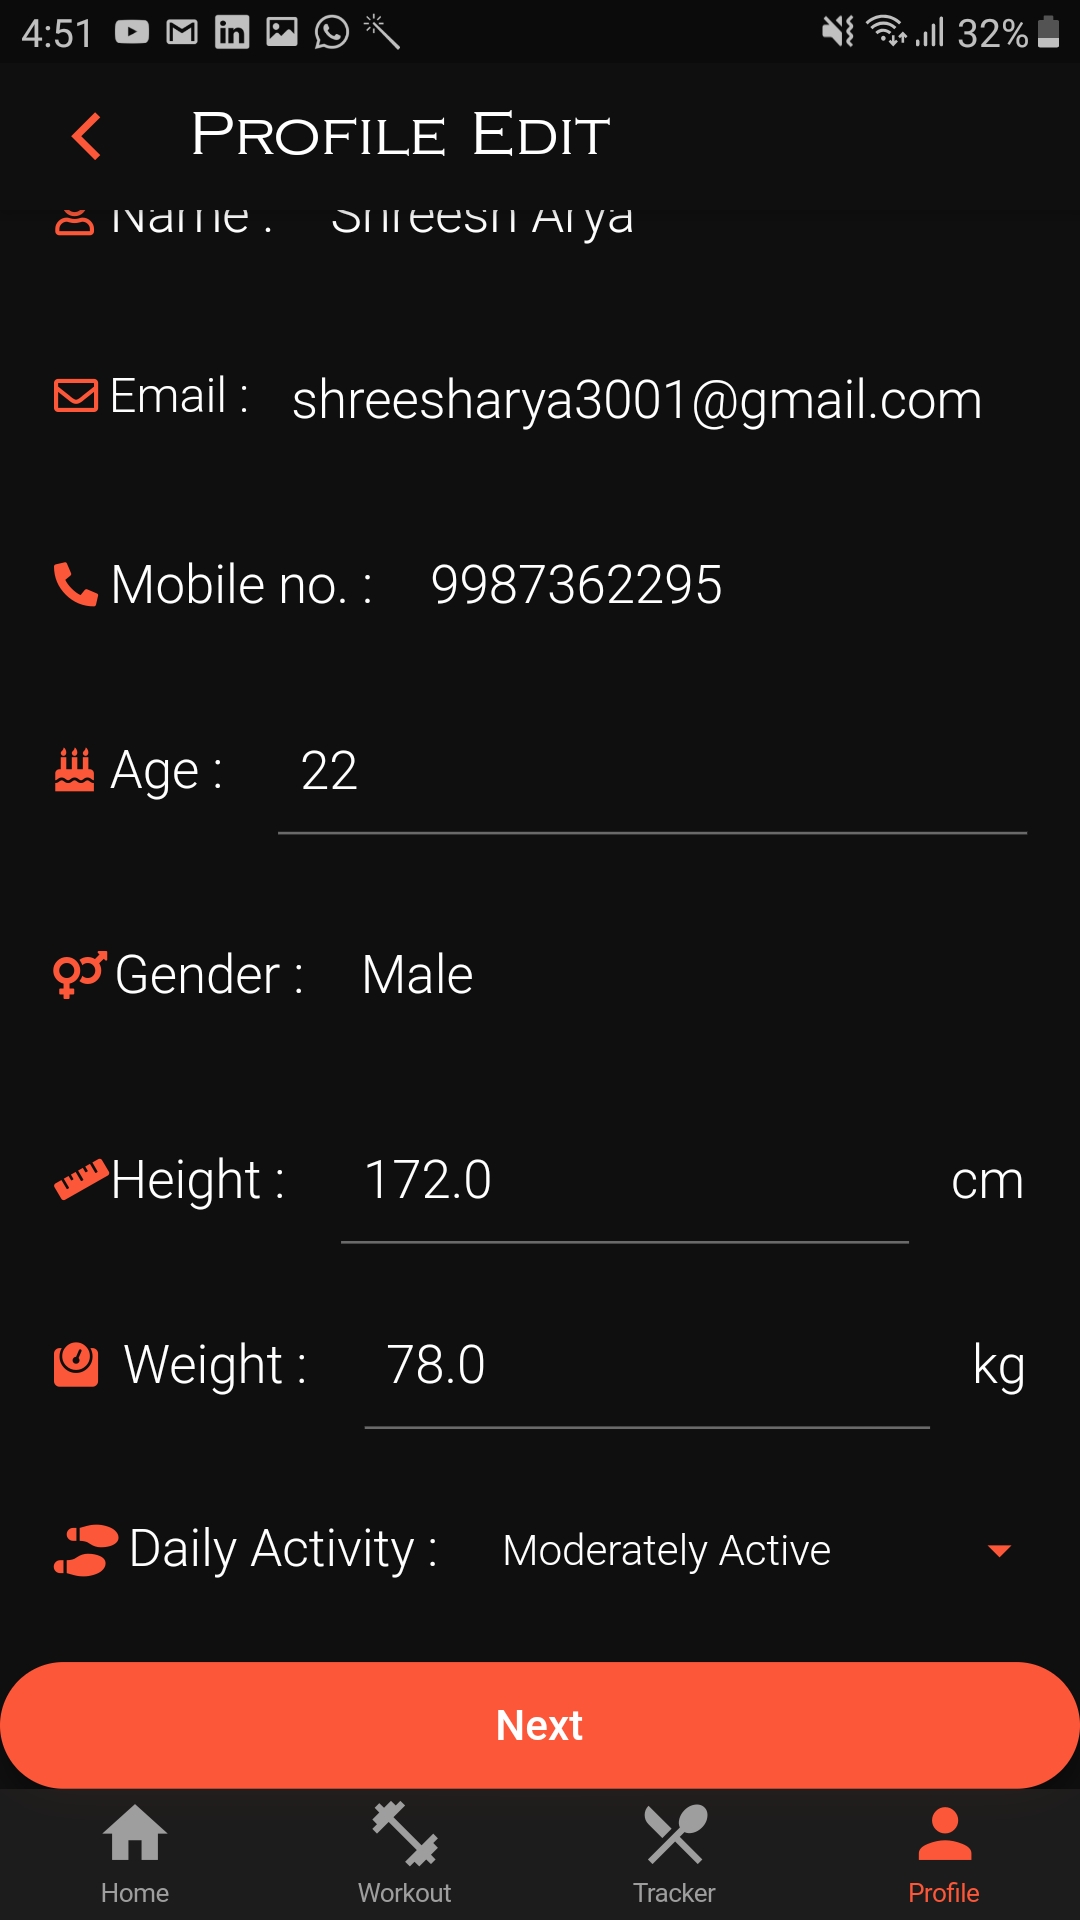 4:51 32%
Profile Edit
Name : Shreesh Arya
Email : shreesharya3001@gmail.com
Mobile no. : 9987362295
Age : 22
Gender : Male
Height : 172.0 cm
Weight : 78.0 kg
Daily Activity : Moderately Active
Next
Home Workout Tracker Profile